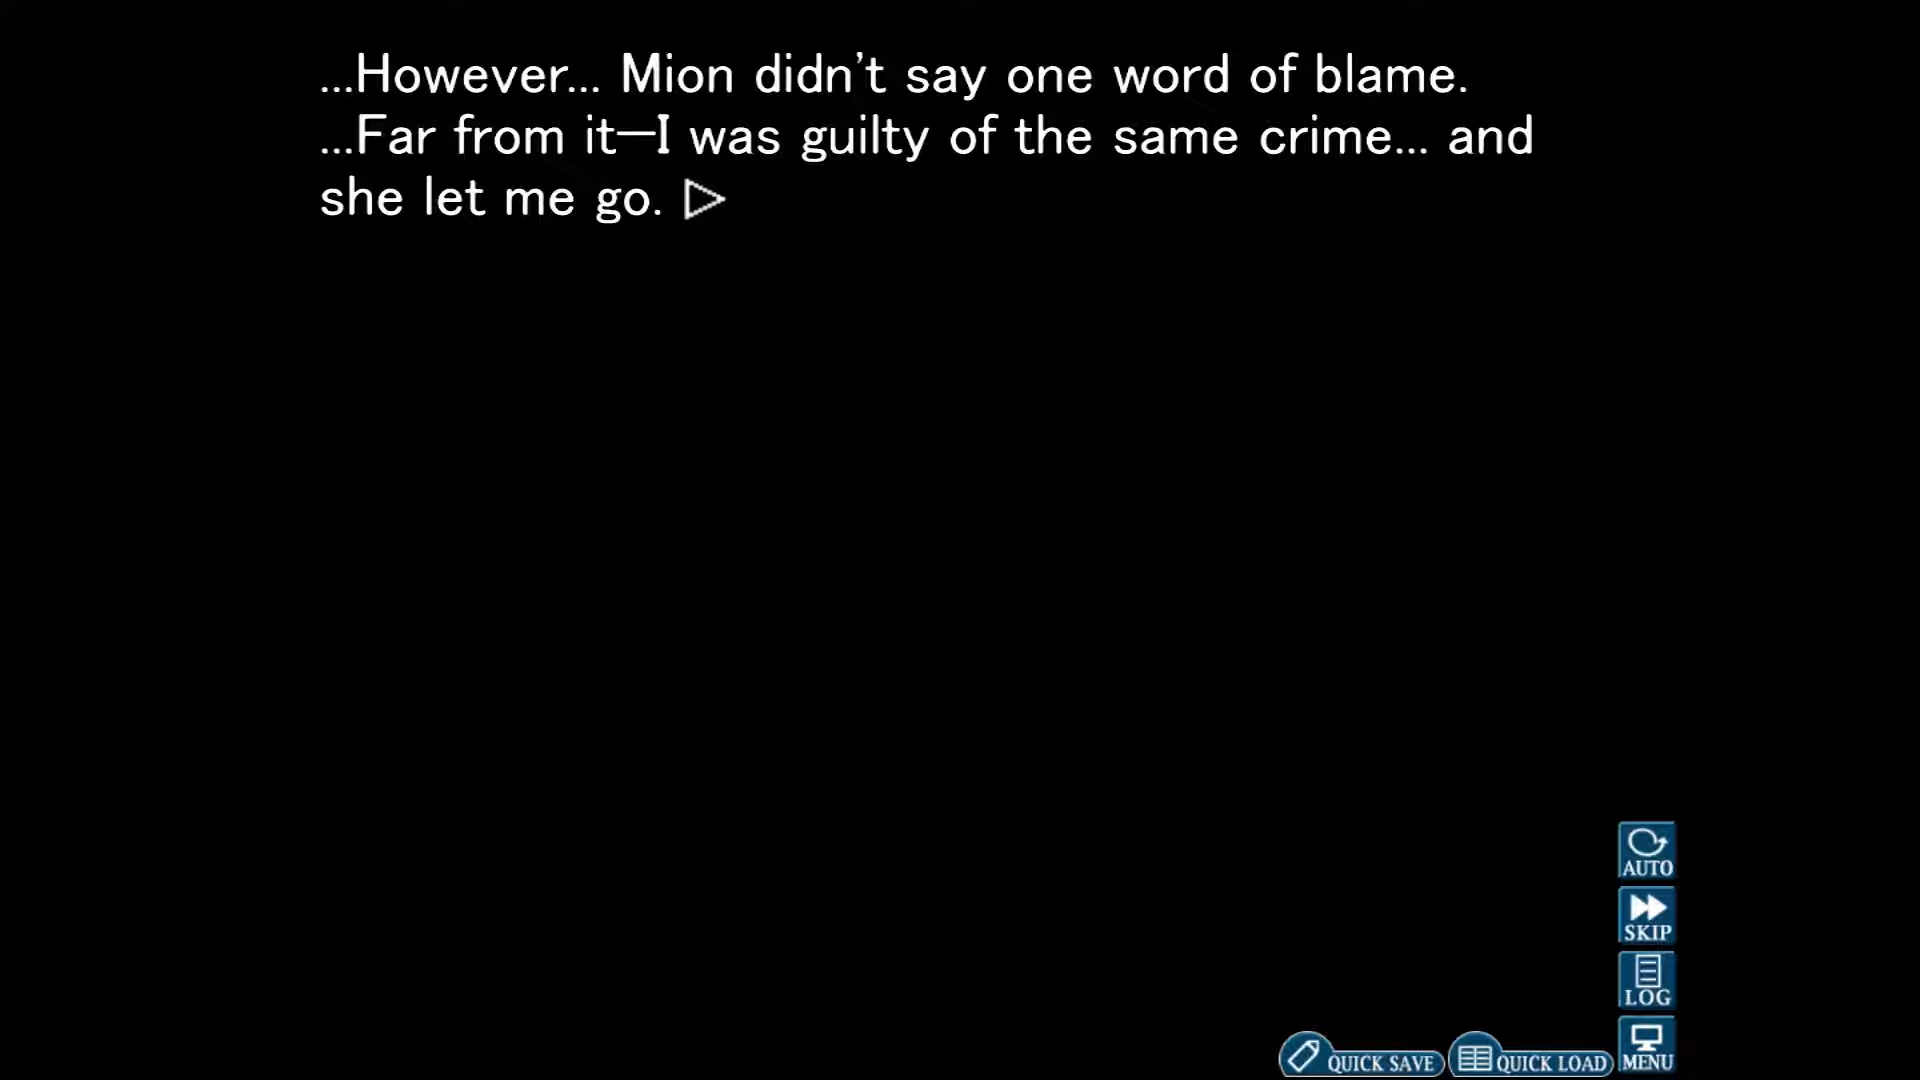 ...However... Mion didn't say one word of blame.
...Far from it—I was guilty of the same crime... and
she let me go.
AUTO
SKIP
LOG
MENU
QUICK SAVE
QUICK LOAD